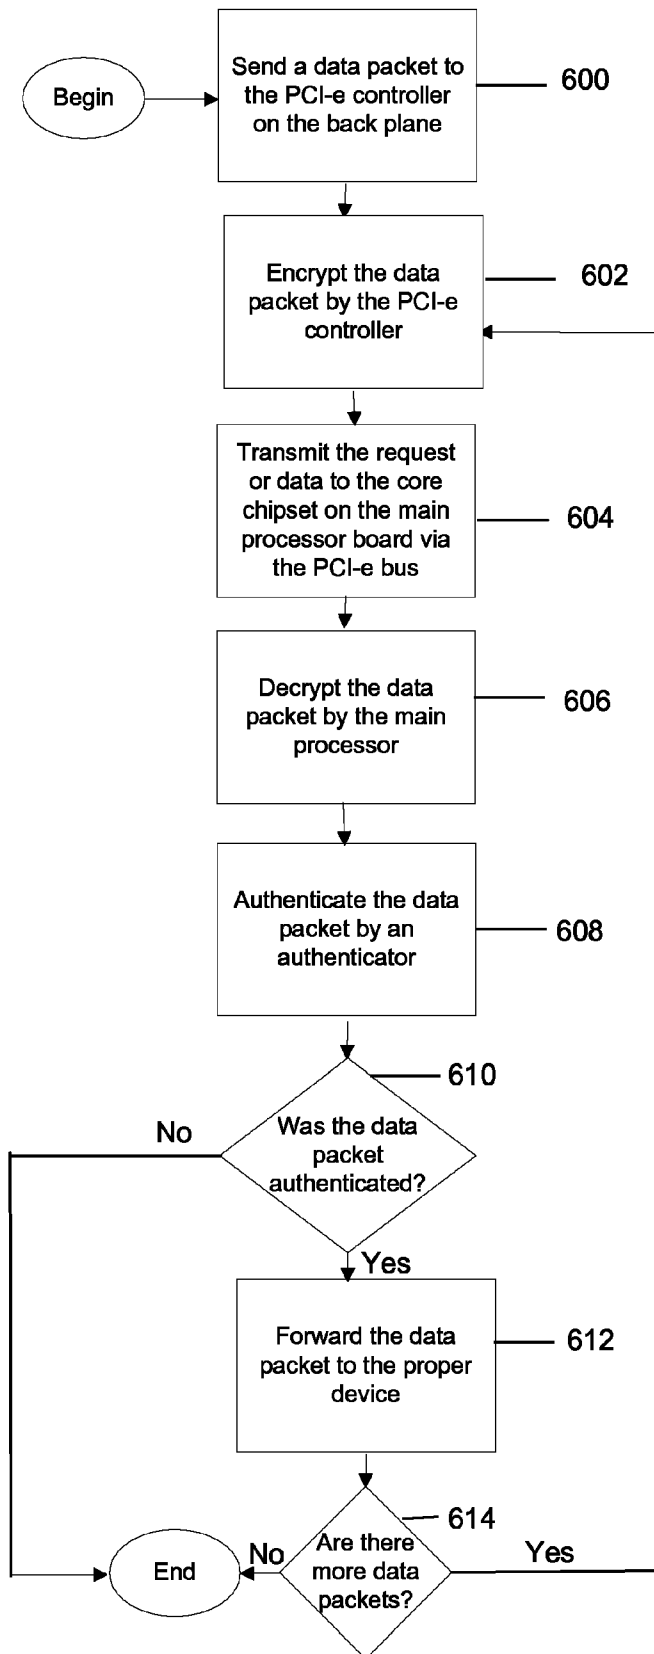 Begin
Send a data packet to
the PCI-e controller
on the back plane
600
Encrypt the data
packet by the PCI-e
controller
602
Transmit the request
or data to the core
chipset on the main
processor board via
the PCI-e bus
604
Decrypt the data
packet by the main
processor
606
Authenticate the data
packet by an
authenticator
608
610
Was the data
packet
authenticated?
No
Yes
Forward the data
packet to the proper
device
612
614
Are there
more data
packets?
No
Yes
End